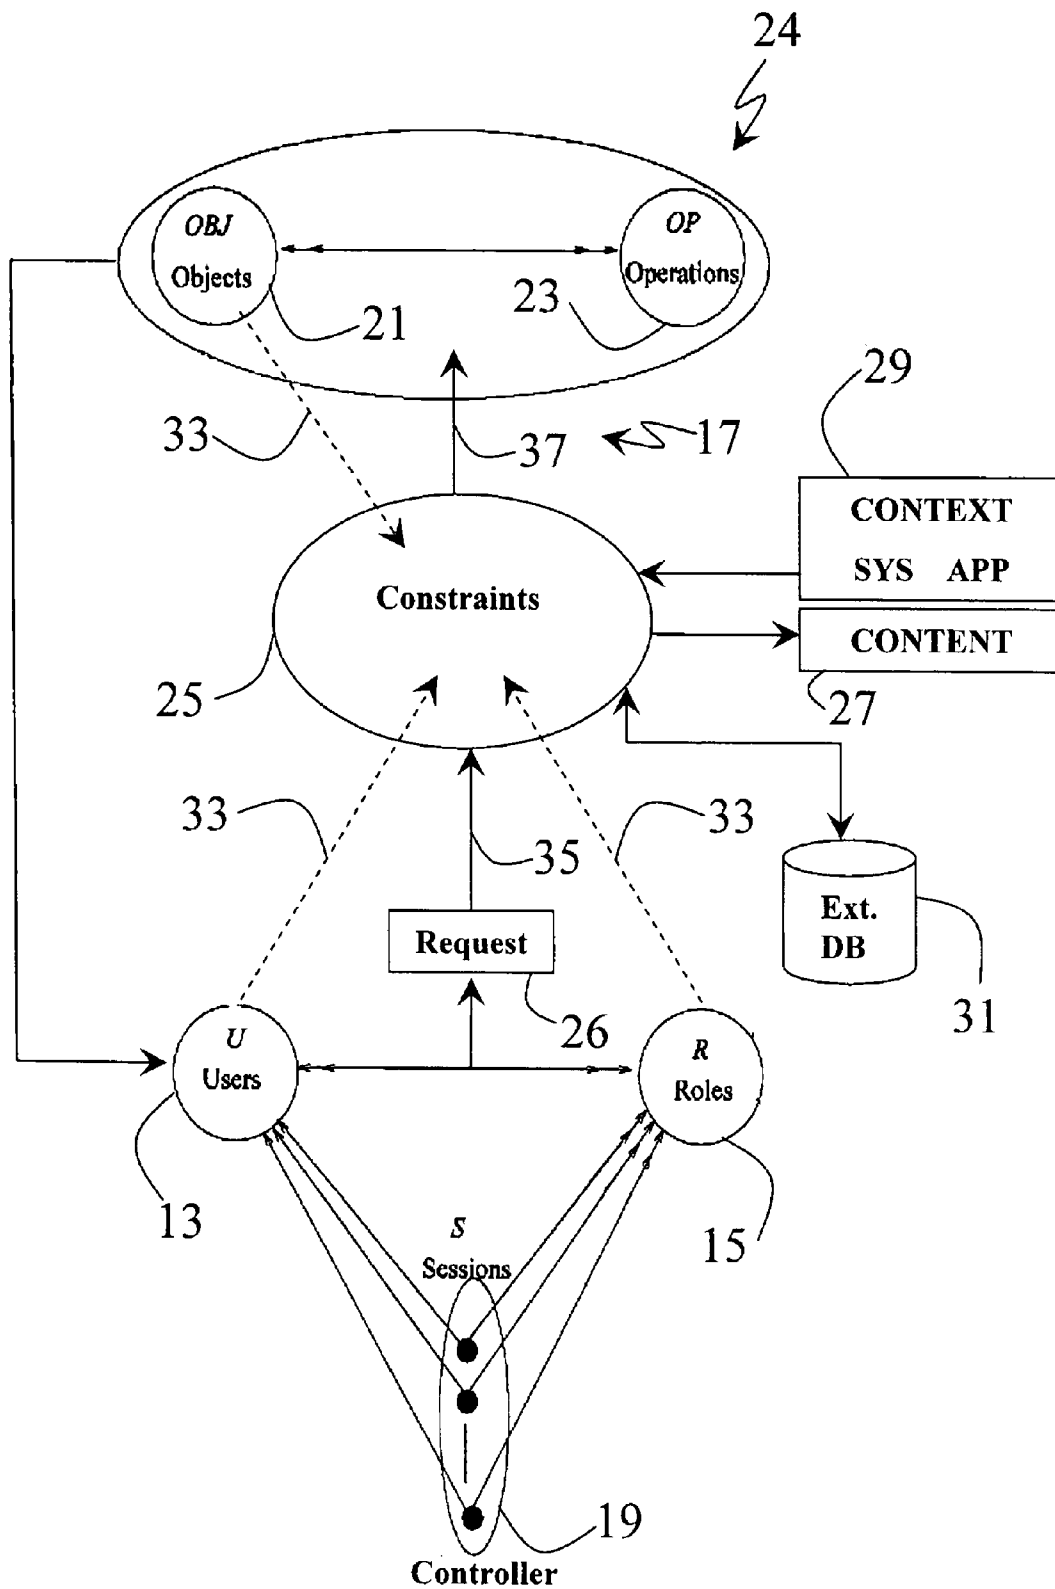 24
OBJ
Objects
OP
Operations
21
23
29
33
37
17
CONTEXT
SYS APP
Constraints
CONTENT
25
27
33
35
33
Ext.
DB
Request
26
31
U
Users
R
Roles
13
15
S
Sessions
19
Controller